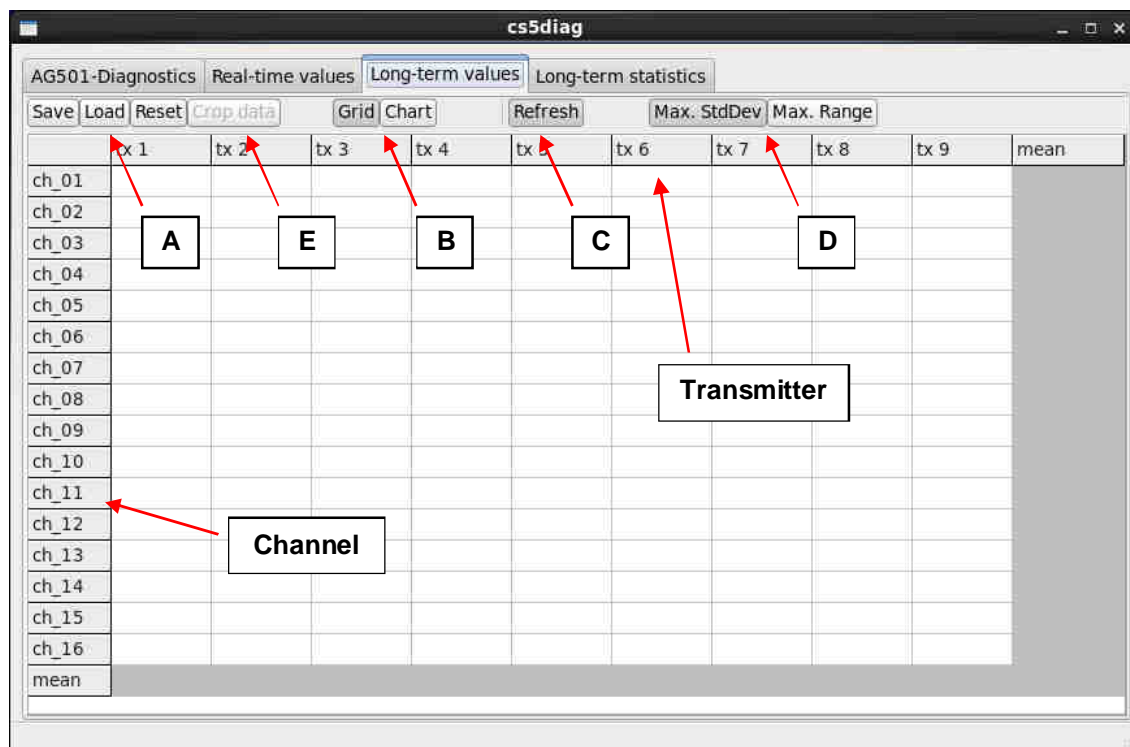 cs5diag
AG501-Diagnostics Real-time values Long-term values Long-term statistics
Save Load Reset Crop data Grid Chart Refresh Max. StdDev Max. Range
tx 1 tx 2 tx 3 tx 4 tx 5 tx 6 tx 7 tx 8 tx 9 mean
ch_01
ch_02
ch_03
A E B C D
ch_04
ch_05
ch_06
ch_07
Transmitter
ch_08
ch_09
ch_10
ch_11
ch_12
Channel
ch_13
ch_14
ch_15
ch_16
mean